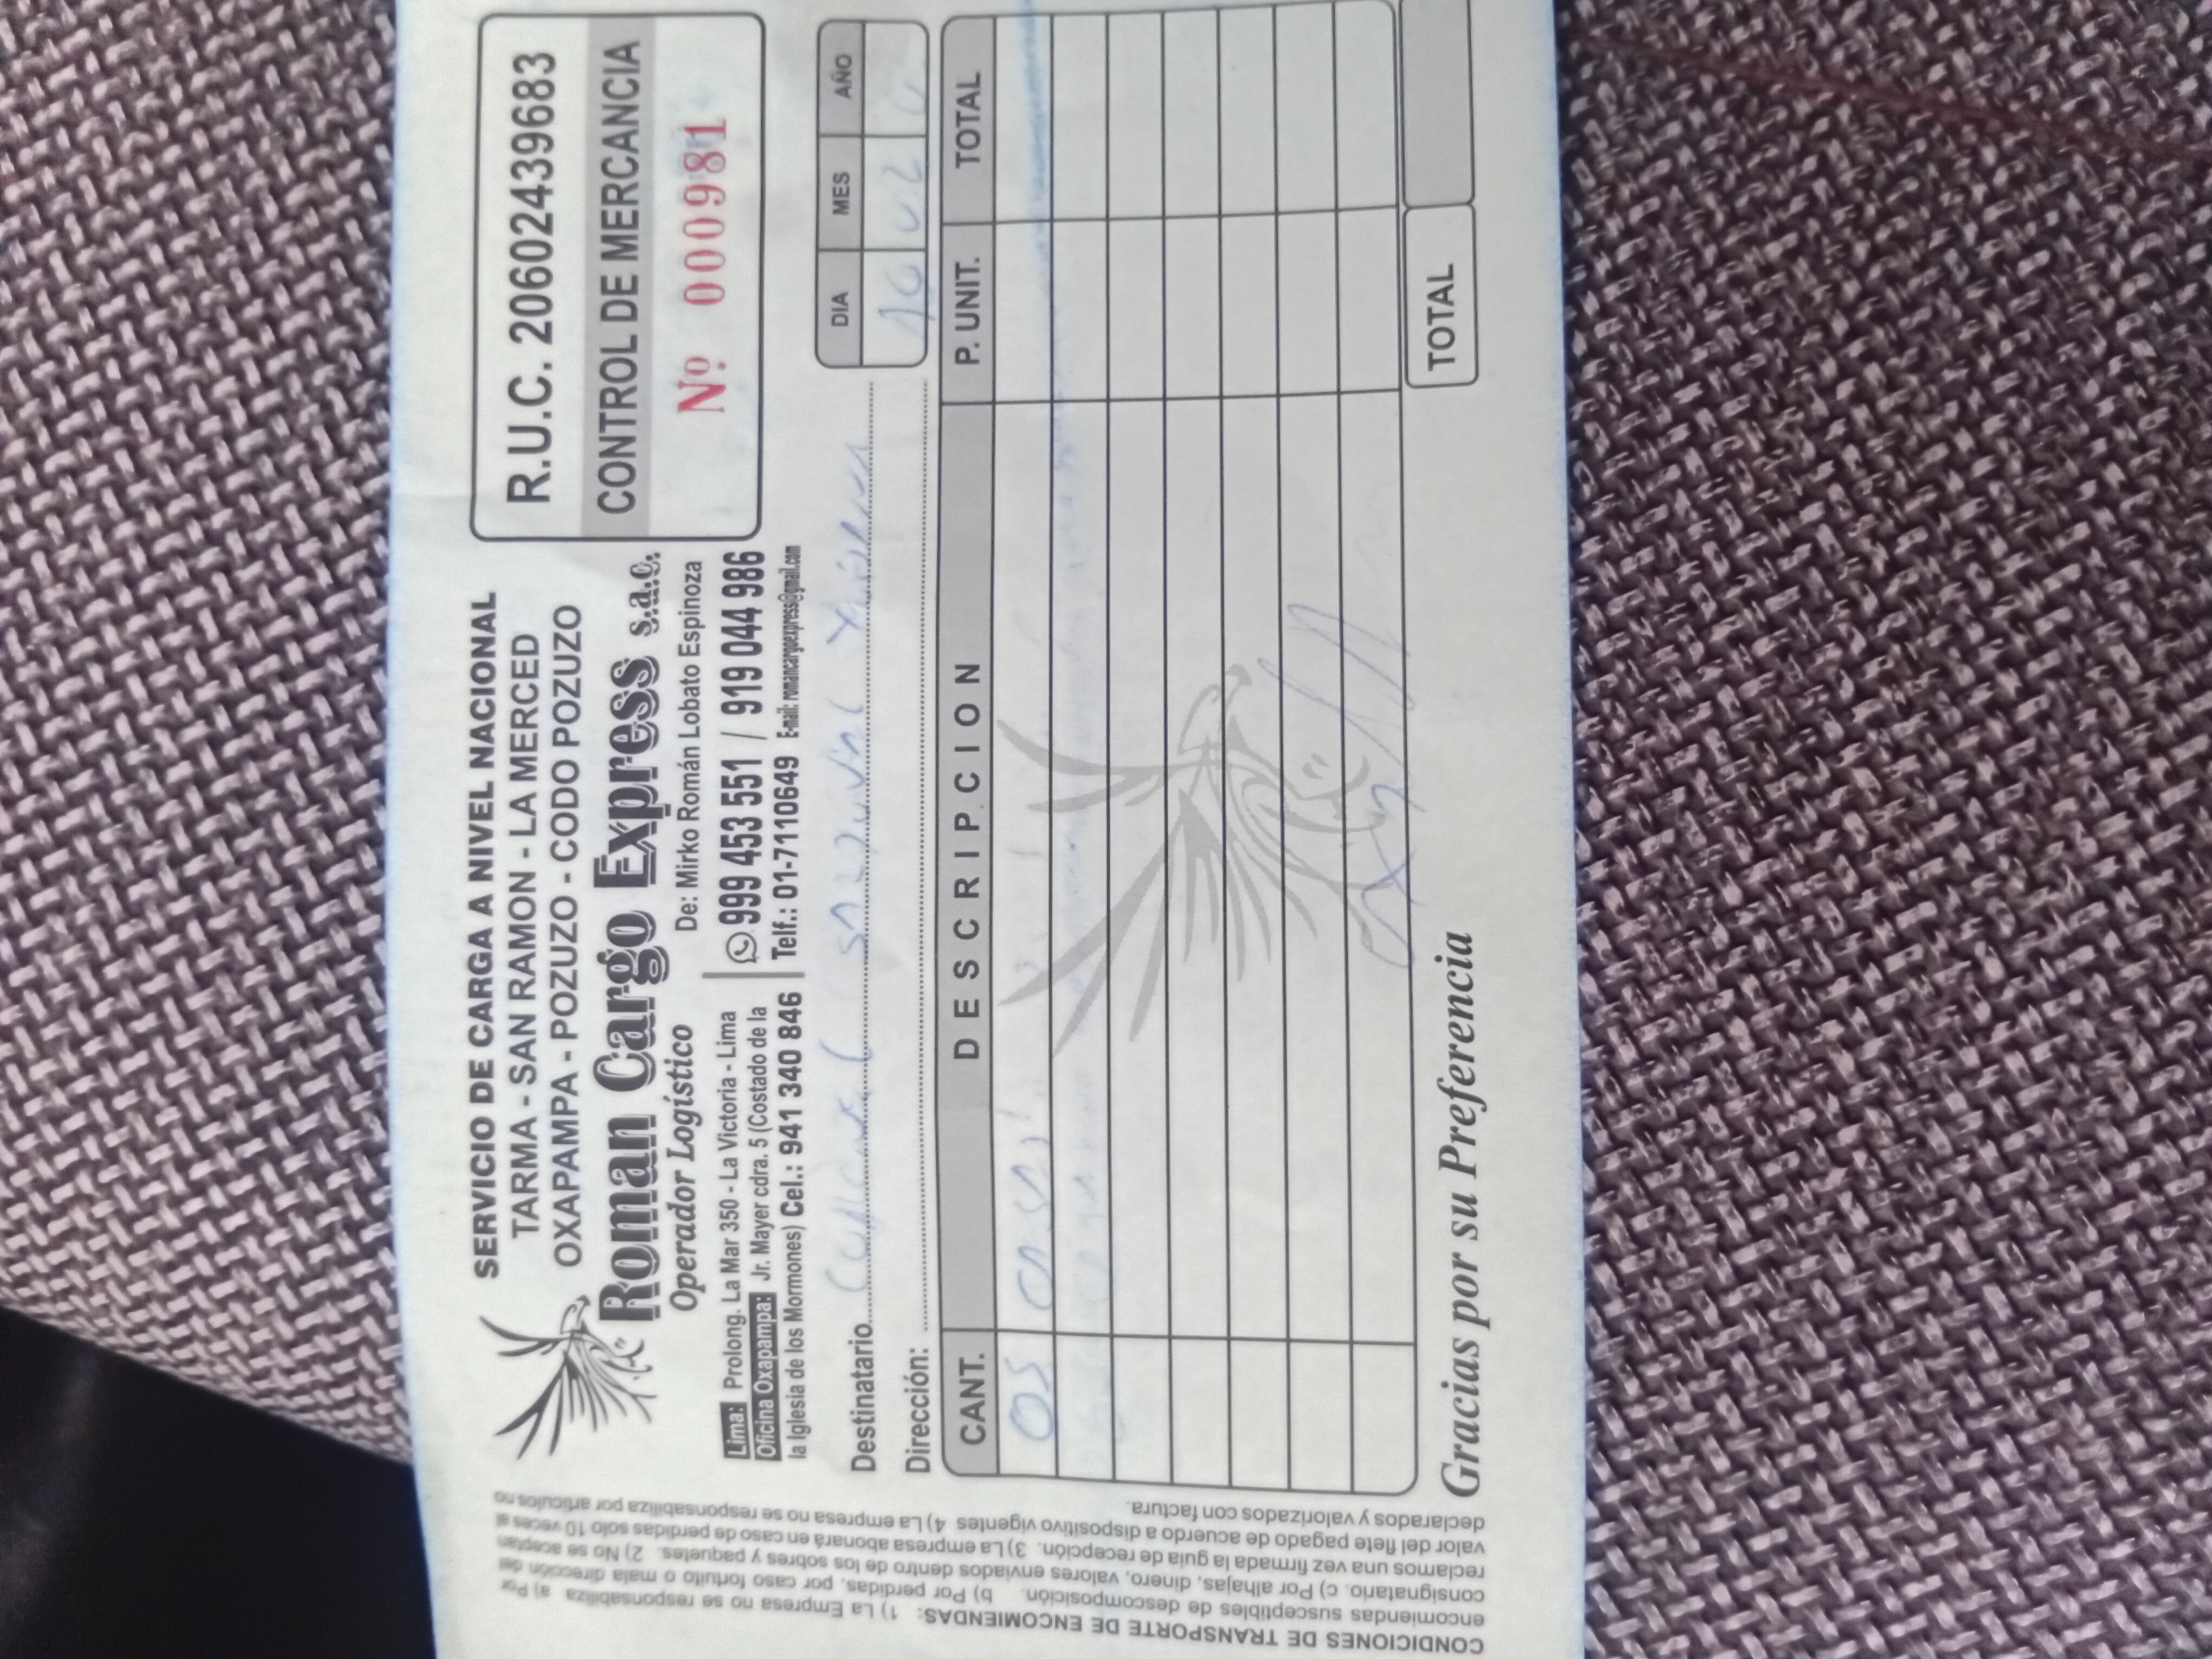 SERVICIO DE CARGA A NIVEL NACIONAL
TARMA - SAN RAMON - LA MERCED
OXAPAMPA - POZUZO - CODO POZUZO
Roman Cargo Express s.a.c.
Operador Logístico
De: Mirko Román Lobato Espinoza
Lima: Prolong. La Mar 350 - La Victoria - Lima
Oficina Oxapampa: Jr. Mayer cdra. 5 (Costado de la
la Iglesia de los Mormones) Cel.: 941 340 846
999 453 551 / 919 044 986
Telf.: 01-7110649 E-mail: romancargoexpress@gmail.com
R.U.C. 20602439683
CONTROL DE MERCANCIA
Nº 000981
DIA MES AÑO
Destinatario
Dirección:
CANT. DESCRIPCION P. UNIT. TOTAL
05
TOTAL
Gracias por su Preferencia
CONDICIONES DE TRANSPORTE DE ENCOMIENDAS: 1) La Empresa no se responsabiliza a) Por
encomiendas susceptibles de descomposición. b) Por perdidas, por caso fortuito o mala dirección del
consignatario. c) Por alhajas, dinero, valores enviados dentro de los sobres y paquetes. 2) No se aceptan
reclamos una vez firmada la guia de recepción. 3) La empresa abonará en caso de perdidas solo 10 veces al
valor del flete pagado de acuerdo a dispositivo vigentes 4) La empresa no se responsabiliza por articulos no
declarados y valorizados con factura.